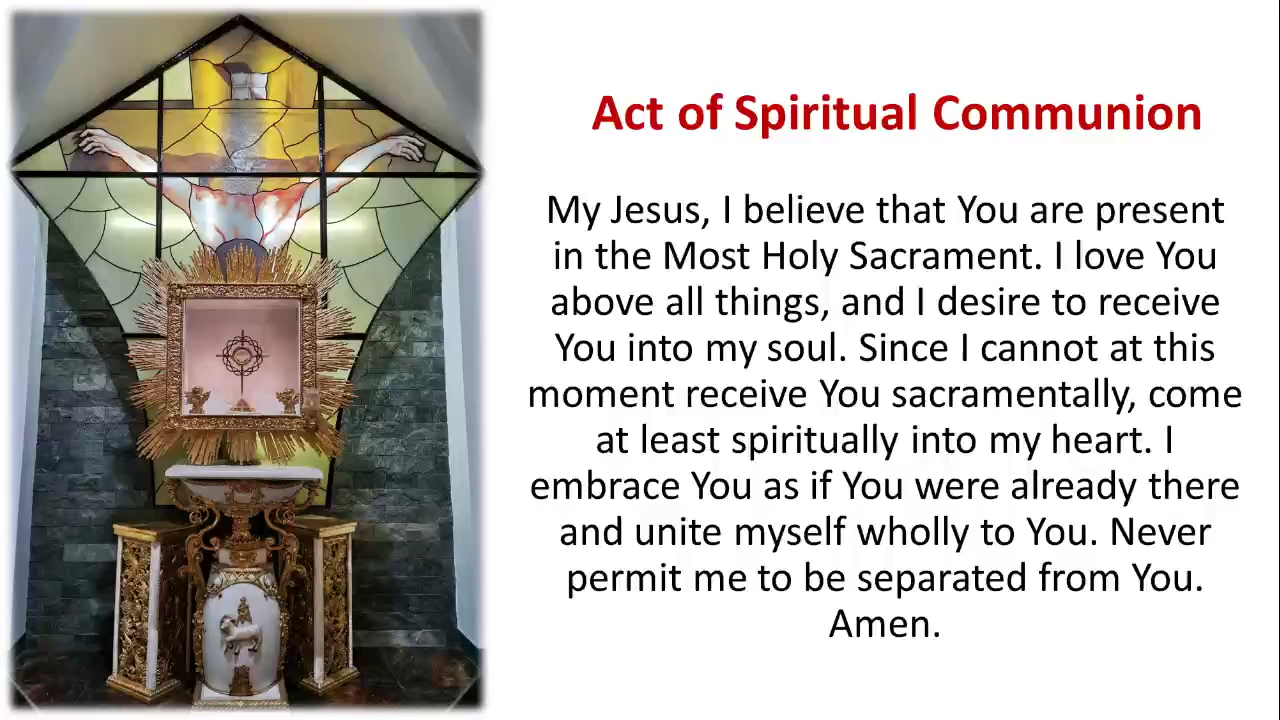 Act of Spiritual Communion
My Jesus, I believe that You are present
in the Most Holy Sacrament. I love You
above all things, and I desire to receive
You into my soul. Since I cannot at this
moment receive You sacramentally, come
at least spiritually into my heart. I
embrace You as if You were already there
and unite myself wholly to You. Never
permit me to be separated from You.
Amen.